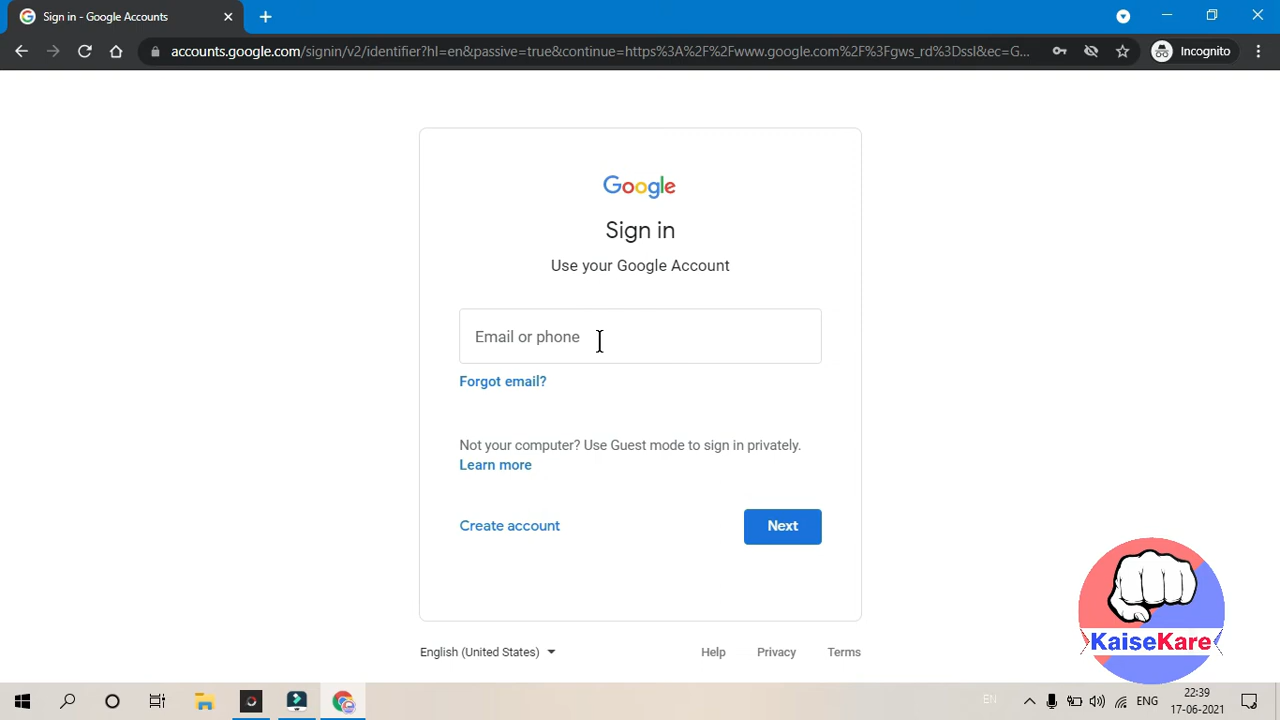 Sign in - Google Accounts
accounts.google.com/signin/v2/identifier?hl=en&passive=true&continue=https%3A%2F%2Fwww.google.com%2F%3Fgws_rd%3Dssl&ec=G...
Incognito
Google
Sign in
Use your Google Account
Email or phone
Forgot email?
Not your computer? Use Guest mode to sign in privately.
Learn more
Create account
Next
KaiseKare
English (United States)
Help
Privacy
Terms
EN
ENG
22:39
17-06-2021